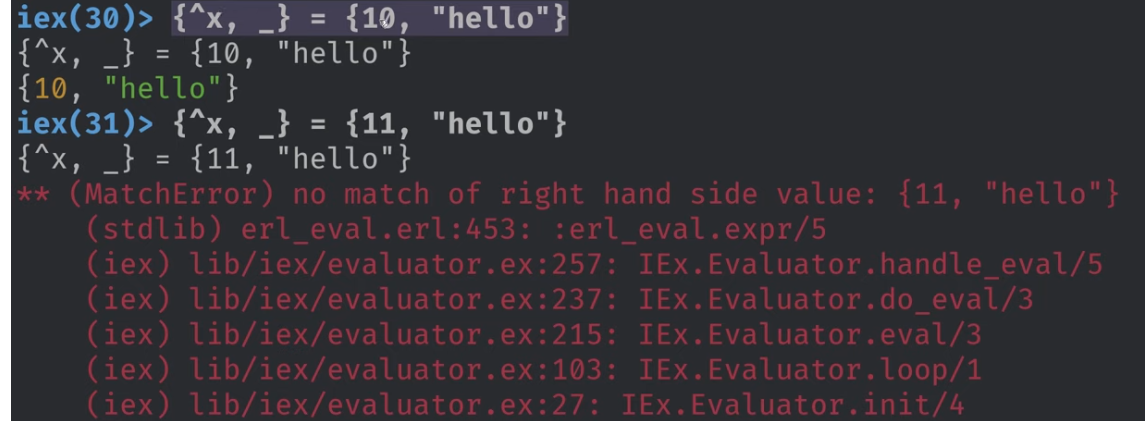 iex(30)> {^x, _} = {10, "hello"}
{^x, _} = {10, "hello"}
{10, "hello"}
iex(31)> {^x, _} = {11, "hello"}
{^x, _} = {11, "hello"}
** (MatchError) no match of right hand side value: {11, "hello"}
    (stdlib) erl_eval.erl:453: :erl_eval.expr/5
    (iex) lib/iex/evaluator.ex:257: IEx.Evaluator.handle_eval/5
    (iex) lib/iex/evaluator.ex:237: IEx.Evaluator.do_eval/3
    (iex) lib/iex/evaluator.ex:215: IEx.Evaluator.eval/3
    (iex) lib/iex/evaluator.ex:103: IEx.Evaluator.loop/1
    (iex) lib/iex/evaluator.ex:27: IEx.Evaluator.init/4